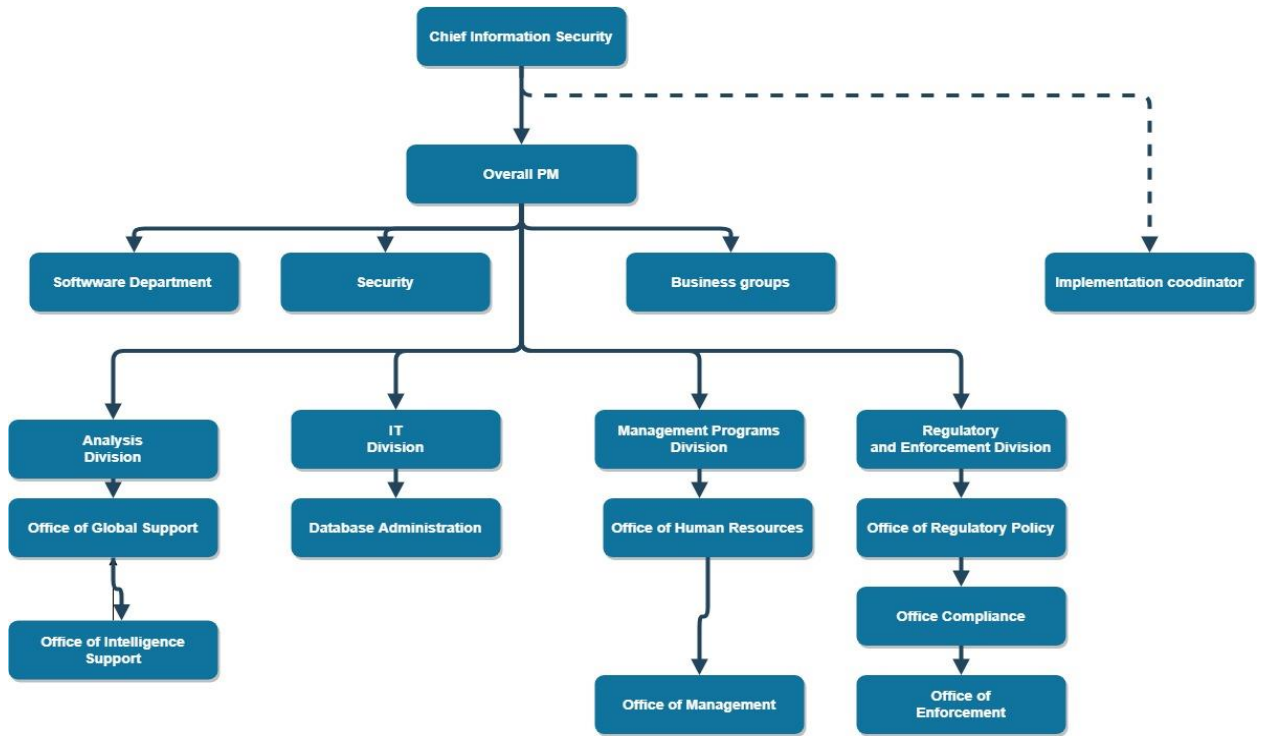 Chief Information Security
Overall PM
Softwware Department
Security
Business groups
Implementation coodinator
Analysis
Division
IT
Division
Management Programs
Division
Regulatory
and Enforcement Division
Office of Global Support
Database Administration
Office of Human Resources
Office of Regulatory Policy
Office Compliance
Office of Intelligence
Support
Office of Management
Office of
Enforcement